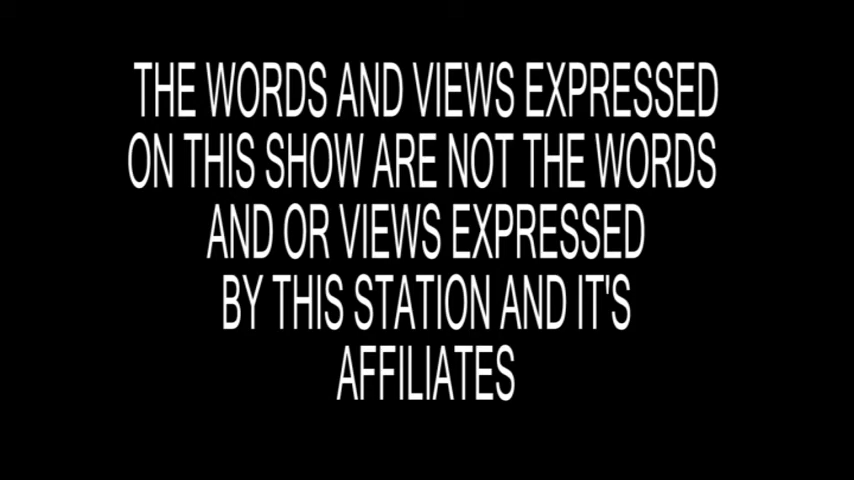 THE WORDS AND VIEWS EXPRESSED
ON THIS SHOW ARE NOT THE WORDS
AND OR VIEWS EXPRESSED
BY THIS STATION AND IT'S
AFFILIATES